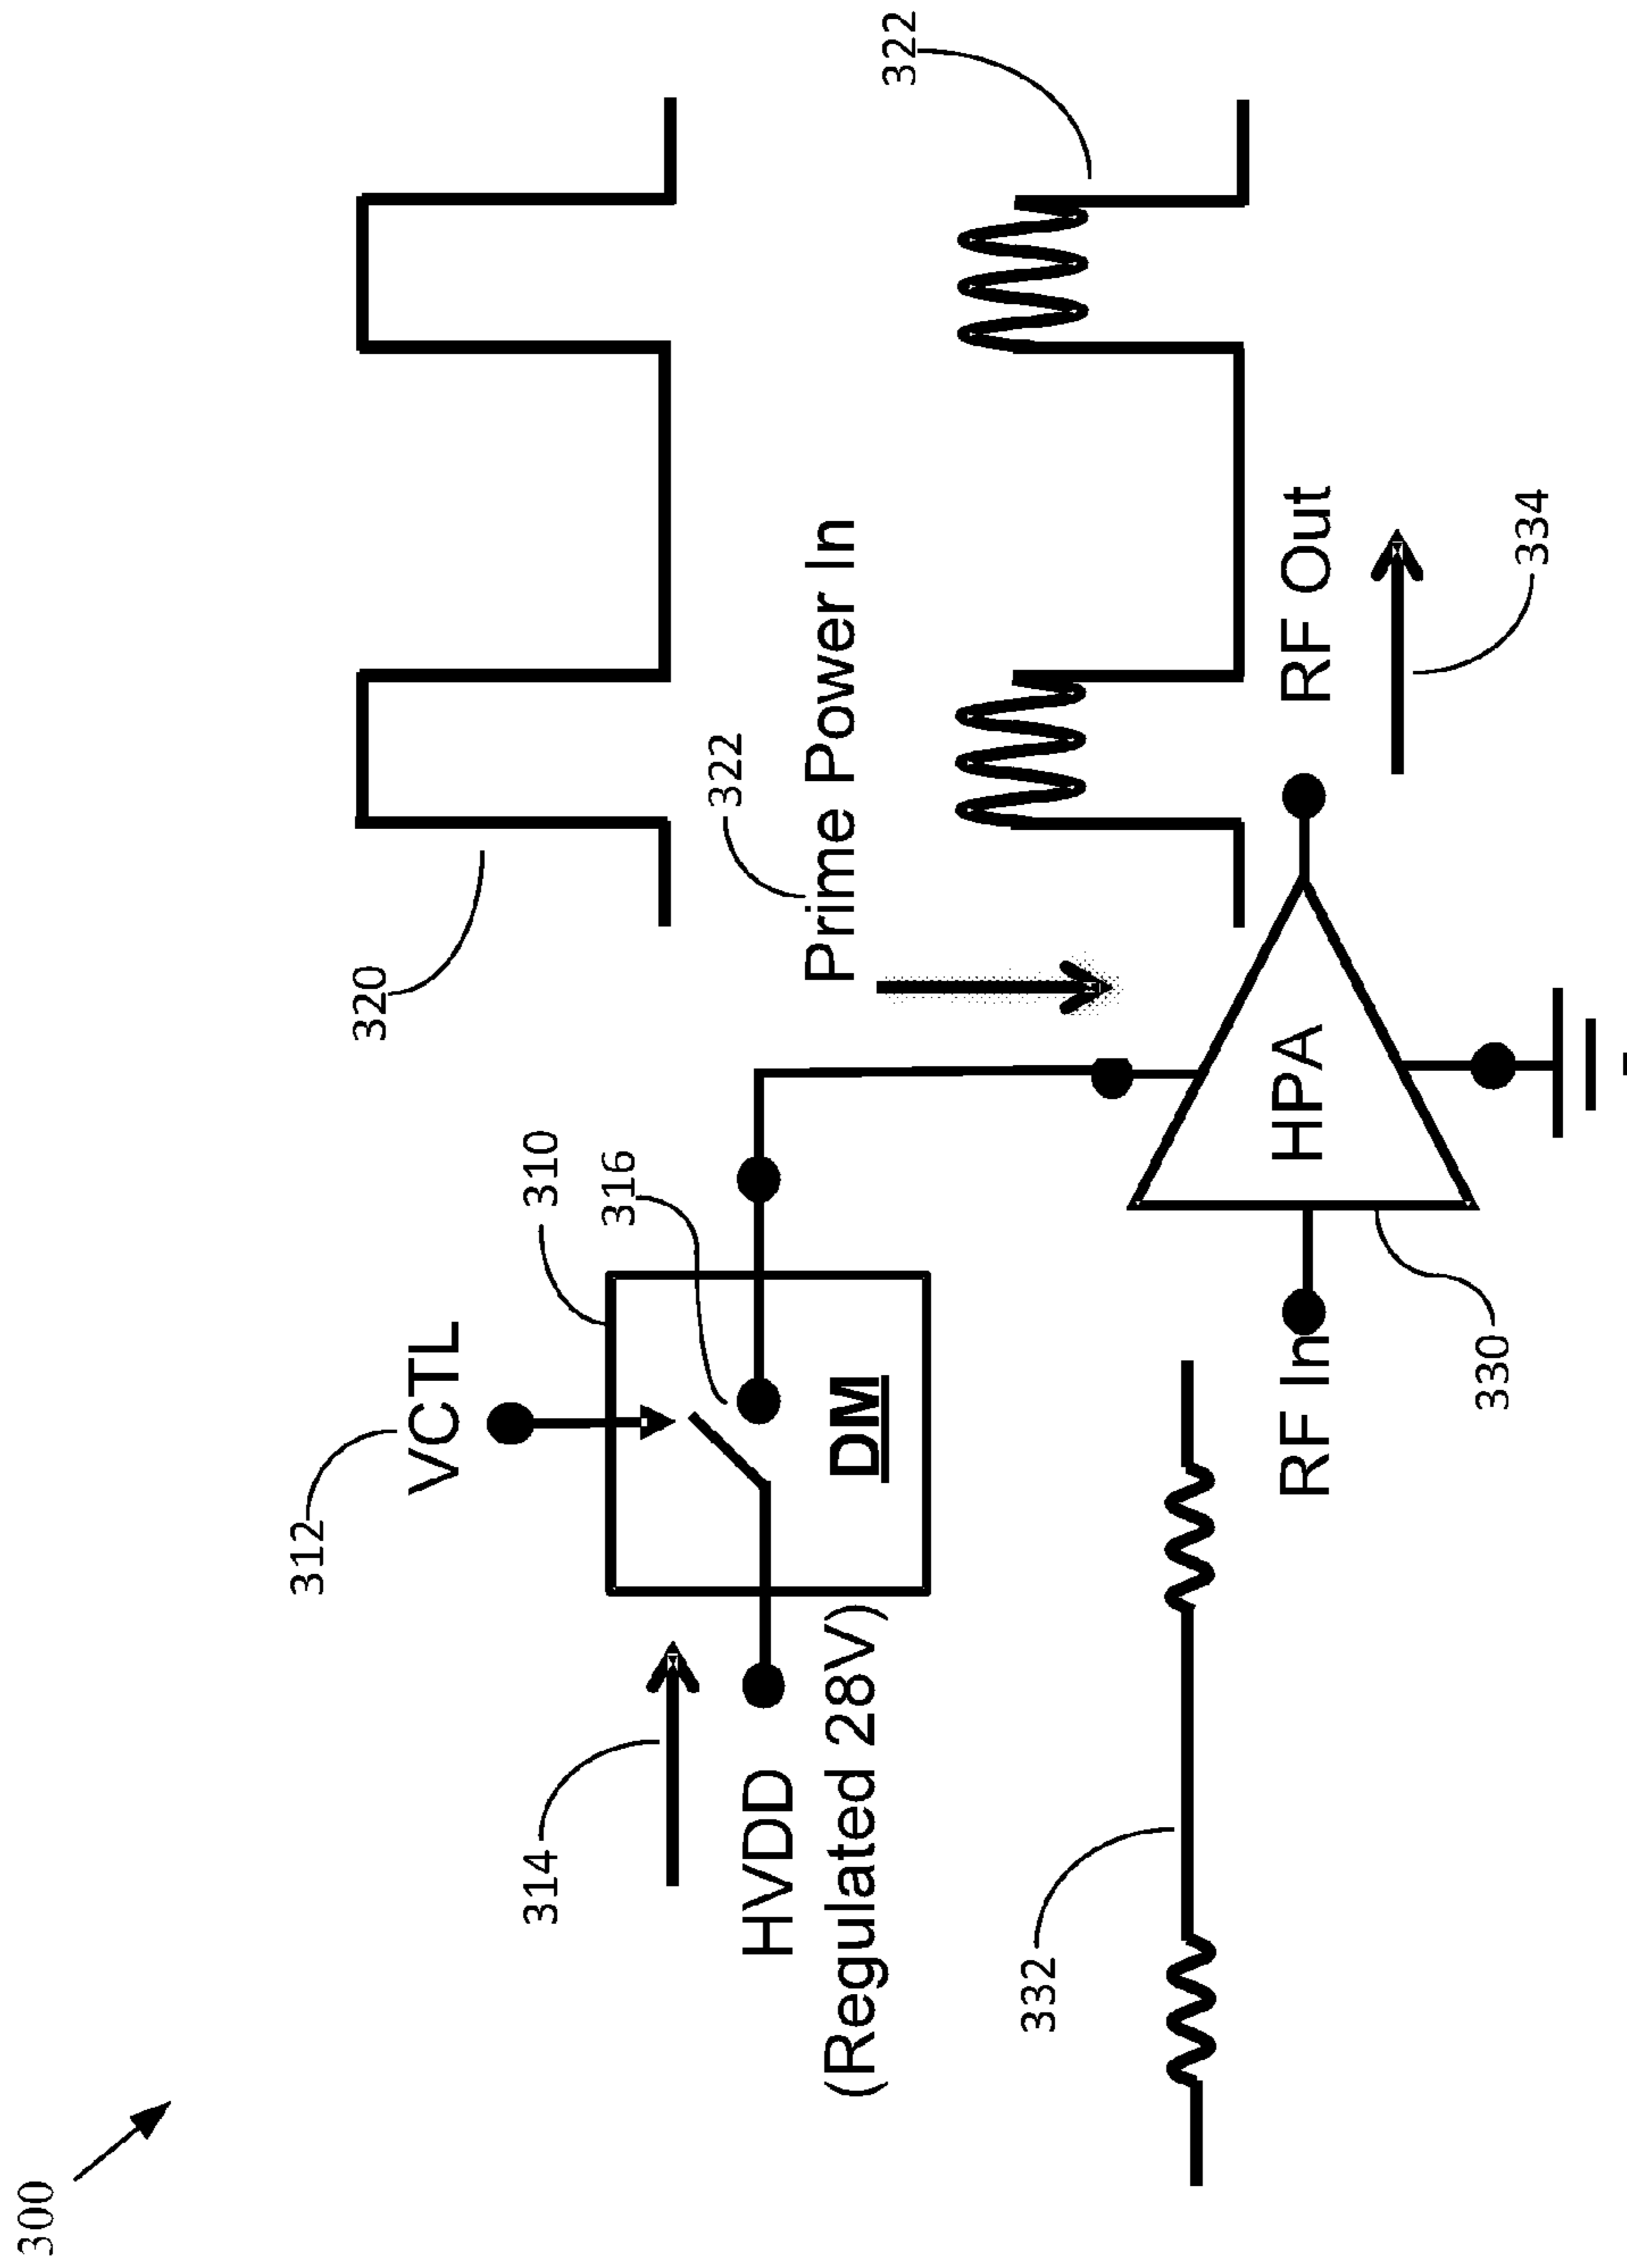 300
312
VCTL
320
322
314
310
316
322
Prime Power In
HVDD
(Regulated 28V)
DM
332
RF In
HPA
RF Out
330
334